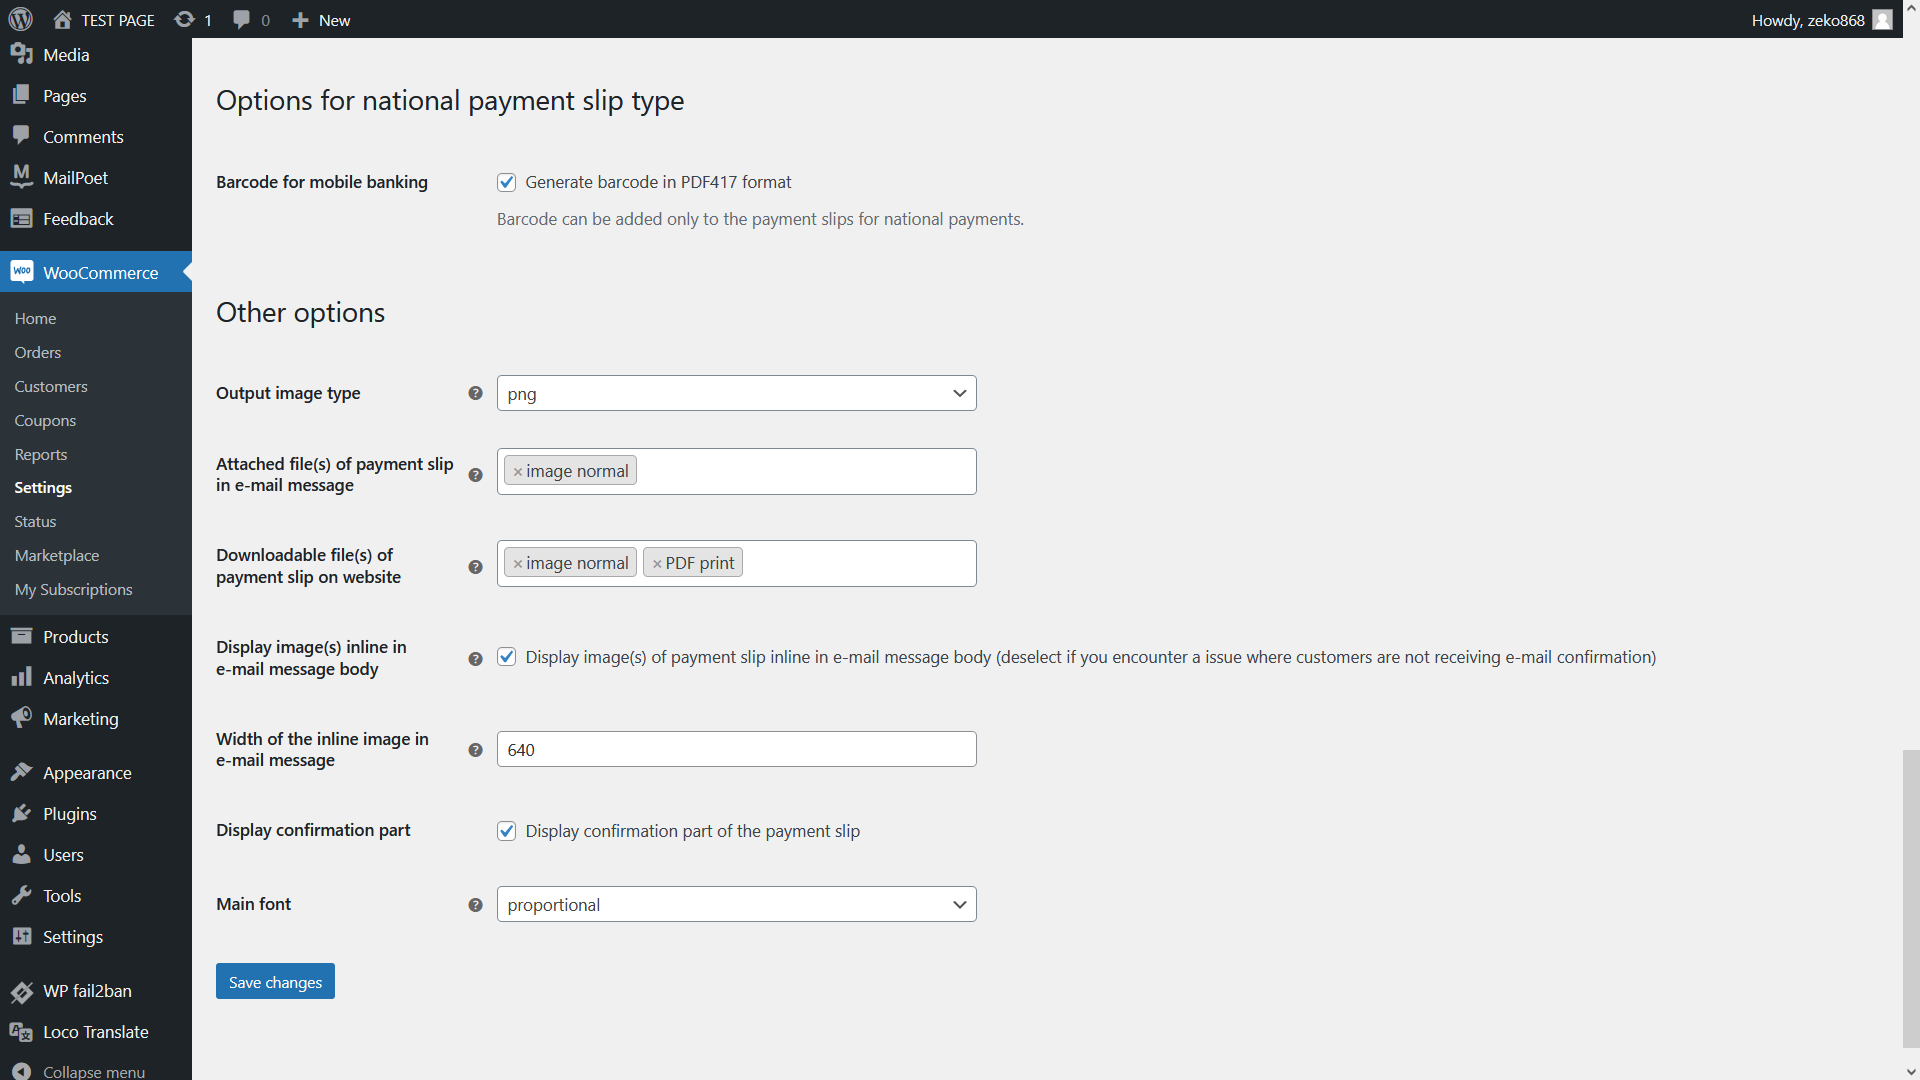 TEST PAGE
1
0
New
Howdy, zeko868
Media
Pages
Comments
MailPoet
Feedback
WooCommerce
Home
Orders
Customers
Coupons
Reports
Settings
Status
Marketplace
My Subscriptions
Products
Analytics
Marketing
Appearance
Plugins
Users
Tools
Settings
WP fail2ban
Loco Translate
Collapse menu
Options for national payment slip type
Barcode for mobile banking
Generate barcode in PDF417 format
Barcode can be added only to the payment slips for national payments.
Other options
Output image type
png
Attached file(s) of payment slip
in e-mail message
× image normal
Downloadable file(s) of
payment slip on website
× image normal × PDF print
Display image(s) inline in
e-mail message body
Display image(s) of payment slip inline in e-mail message body (deselect if you encounter a issue where customers are not receiving e-mail confirmation)
Width of the inline image in
e-mail message
640
Display confirmation part
Display confirmation part of the payment slip
Main font
proportional
Save changes